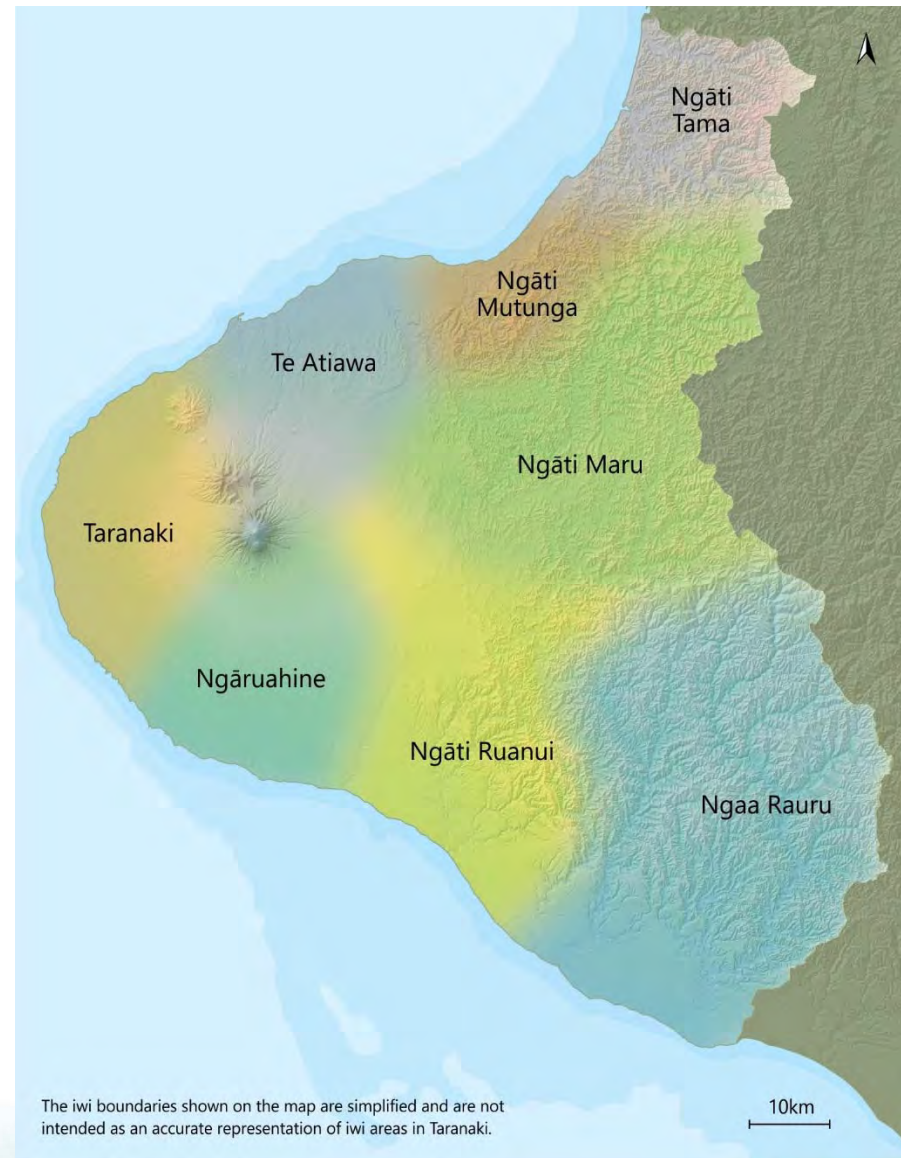 Ngāti
Tama
Ngāti
Mutunga
Te Atiawa
Ngāti Maru
Taranaki
Ngāruahine
Ngāti Ruanui
Ngaa Rauru
The iwi boundaries shown on the map are simplified and are not
intended as an accurate representation of iwi areas in Taranaki.
10km